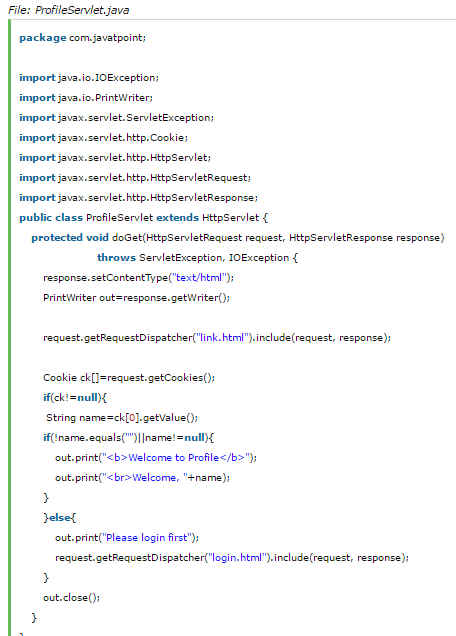 File: ProfileServlet.java
package com.javatpoint;
import java.io.IOException;
import java.io.PrintWriter;
import javax.servlet.ServletException;
import javax.servlet.http.Cookie;
import javax.servlet.http.HttpServlet;
import javax.servlet.http.HttpServletRequest;
import javax.servlet.http.HttpServletResponse;
public class ProfileServlet extends HttpServlet {
protected void doGet(HttpServletRequest request, HttpServletResponse response)
throws ServletException, IOException {
response.setContentType("text/html");
PrintWriter out=response.getWriter();
request.getRequestDispatcher("link.html").include(request, response);
Cookie ck[]=request.getCookies();
if(ck!=null){
String name=ck[0].getValue();
if(!name.equals("")||name!=null){
out.print("<b>Welcome to Profile</b>");
out.print("<br>Welcome, "+name);
}
}else{
out.print("Please login first");
request.getRequestDispatcher("login.html").include(request, response);
}
out.close();
}
}